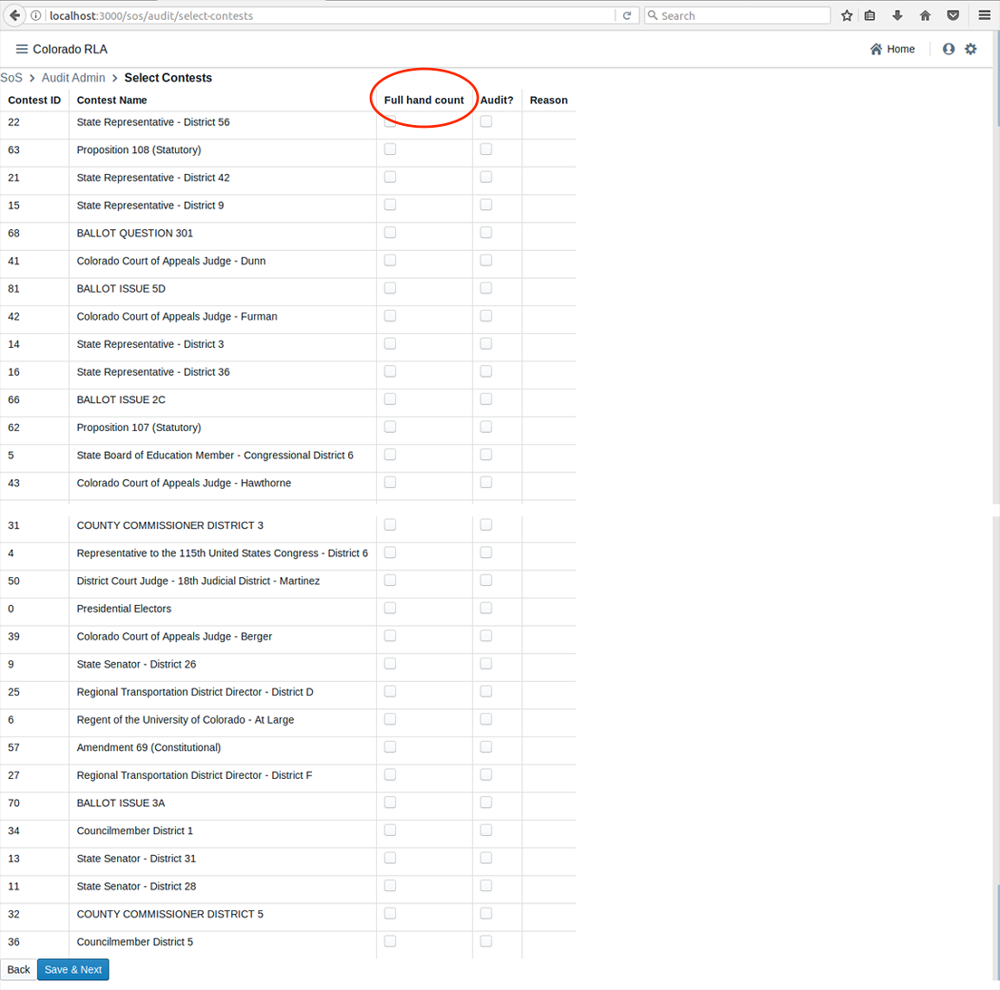 localhost:3000/sos/audit/select-contests Search
Colorado RLA Home
SoS > Audit Admin > Select Contests
Contest ID Contest Name Full hand count Audit? Reason
22 State Representative - District 56
63 Proposition 108 (Statutory)
21 State Representative - District 42
15 State Representative - District 9
68 BALLOT QUESTION 301
41 Colorado Court of Appeals Judge - Dunn
81 BALLOT ISSUE 5D
42 Colorado Court of Appeals Judge - Furman
14 State Representative - District 3
16 State Representative - District 36
66 BALLOT ISSUE 2C
62 Proposition 107 (Statutory)
5 State Board of Education Member - Congressional District 6
43 Colorado Court of Appeals Judge - Hawthorne
31 COUNTY COMMISSIONER DISTRICT 3
4 Representative to the 115th United States Congress - District 6
50 District Court Judge - 18th Judicial District - Martinez
0 Presidential Electors
39 Colorado Court of Appeals Judge - Berger
9 State Senator - District 26
25 Regional Transportation District Director - District D
6 Regent of the University of Colorado - At Large
57 Amendment 69 (Constitutional)
27 Regional Transportation District Director - District F
70 BALLOT ISSUE 3A
34 Councilmember District 1
13 State Senator - District 31
11 State Senator - District 28
32 COUNTY COMMISSIONER DISTRICT 5
36 Councilmember District 5
Back Save & Next